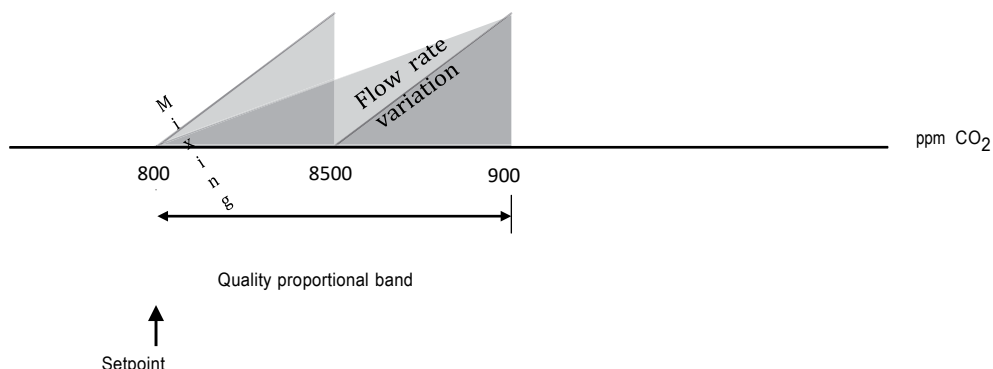 Mixing
Flow rate
variation
ppm CO2
800
8500
900
Quality proportional band
Setpoint